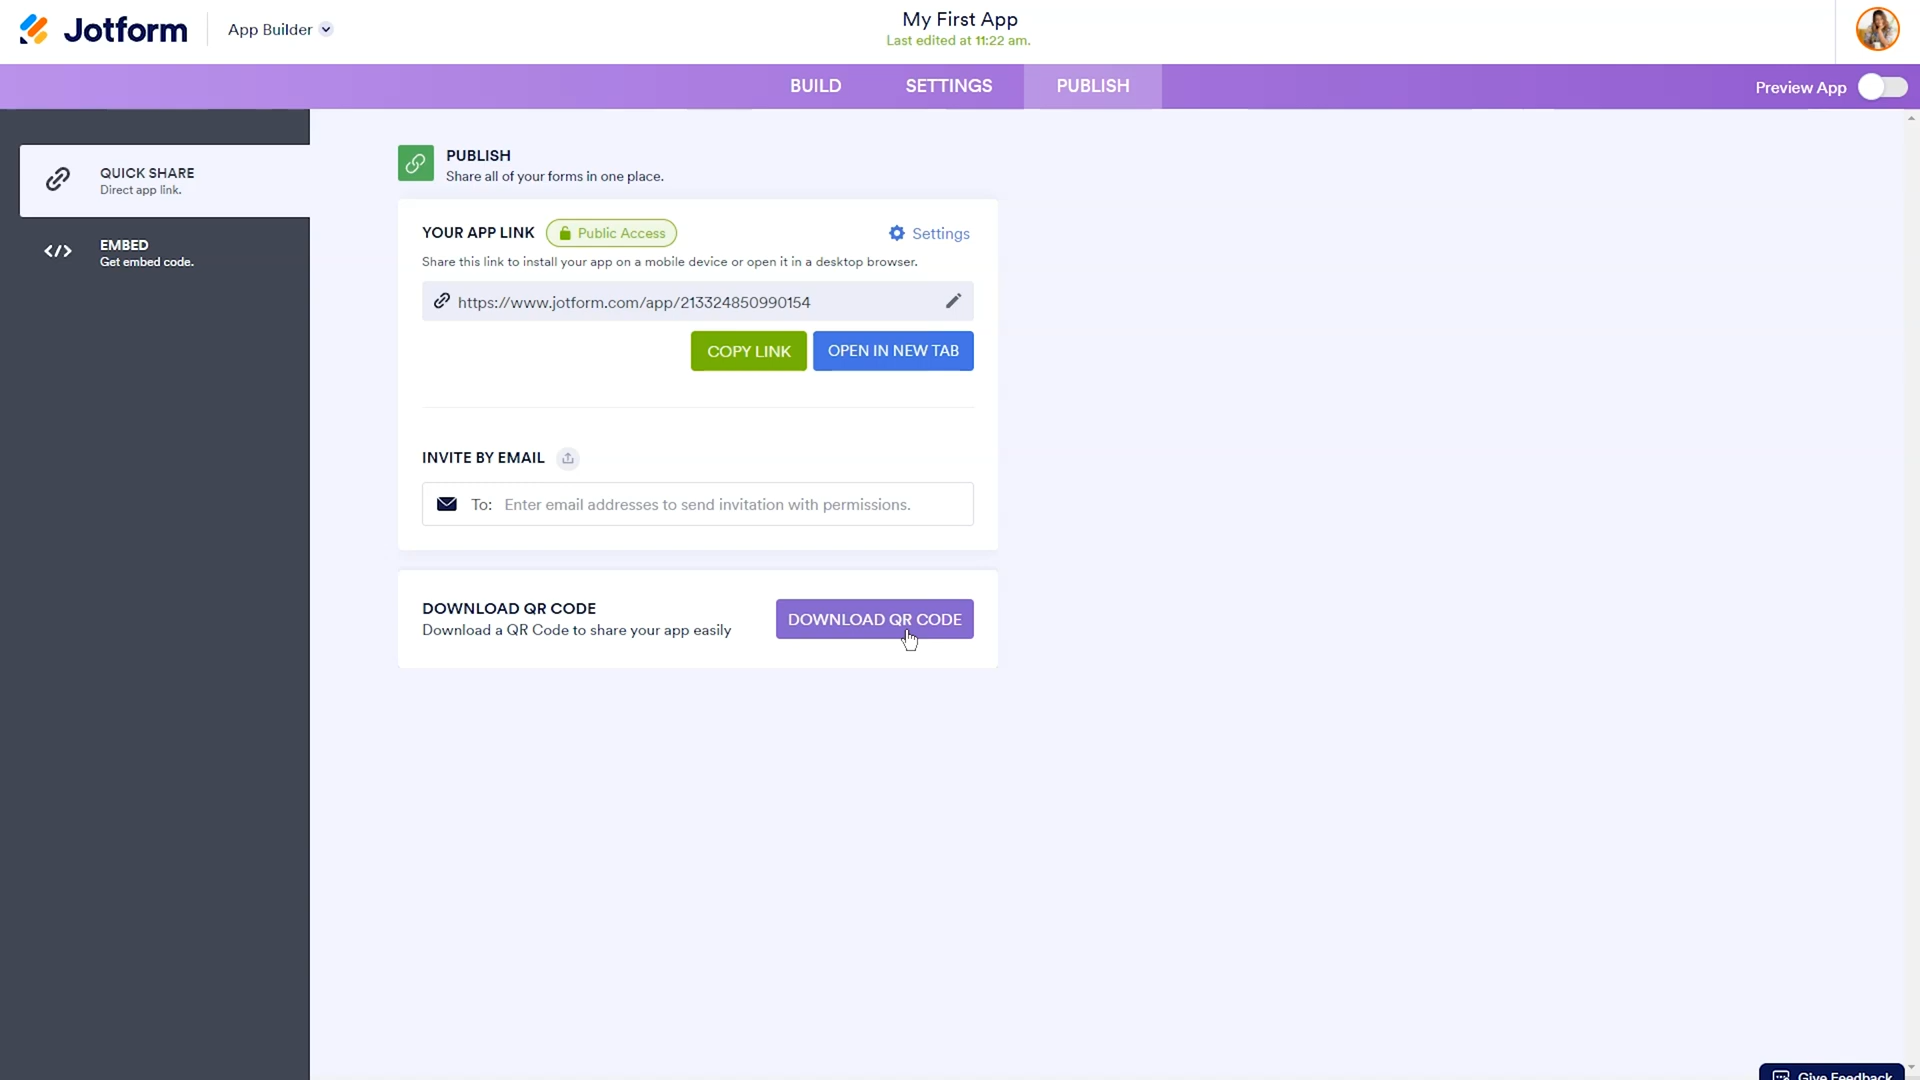 Jotform
App Builder
My First App
Last edited at 11:22 am.
BUILD
SETTINGS
PUBLISH
Preview App
QUICK SHARE
Direct app link.
EMBED
Get embed code.
PUBLISH
Share all of your forms in one place.
YOUR APP LINK
Public Access
Settings
Share this link to install your app on a mobile device or open it in a desktop browser.
https://www.jotform.com/app/213324850990154
COPY LINK
OPEN IN NEW TAB
INVITE BY EMAIL
To: Enter email addresses to send invitation with permissions.
DOWNLOAD QR CODE
Download a QR Code to share your app easily
DOWNLOAD QR CODE
Give Feedback